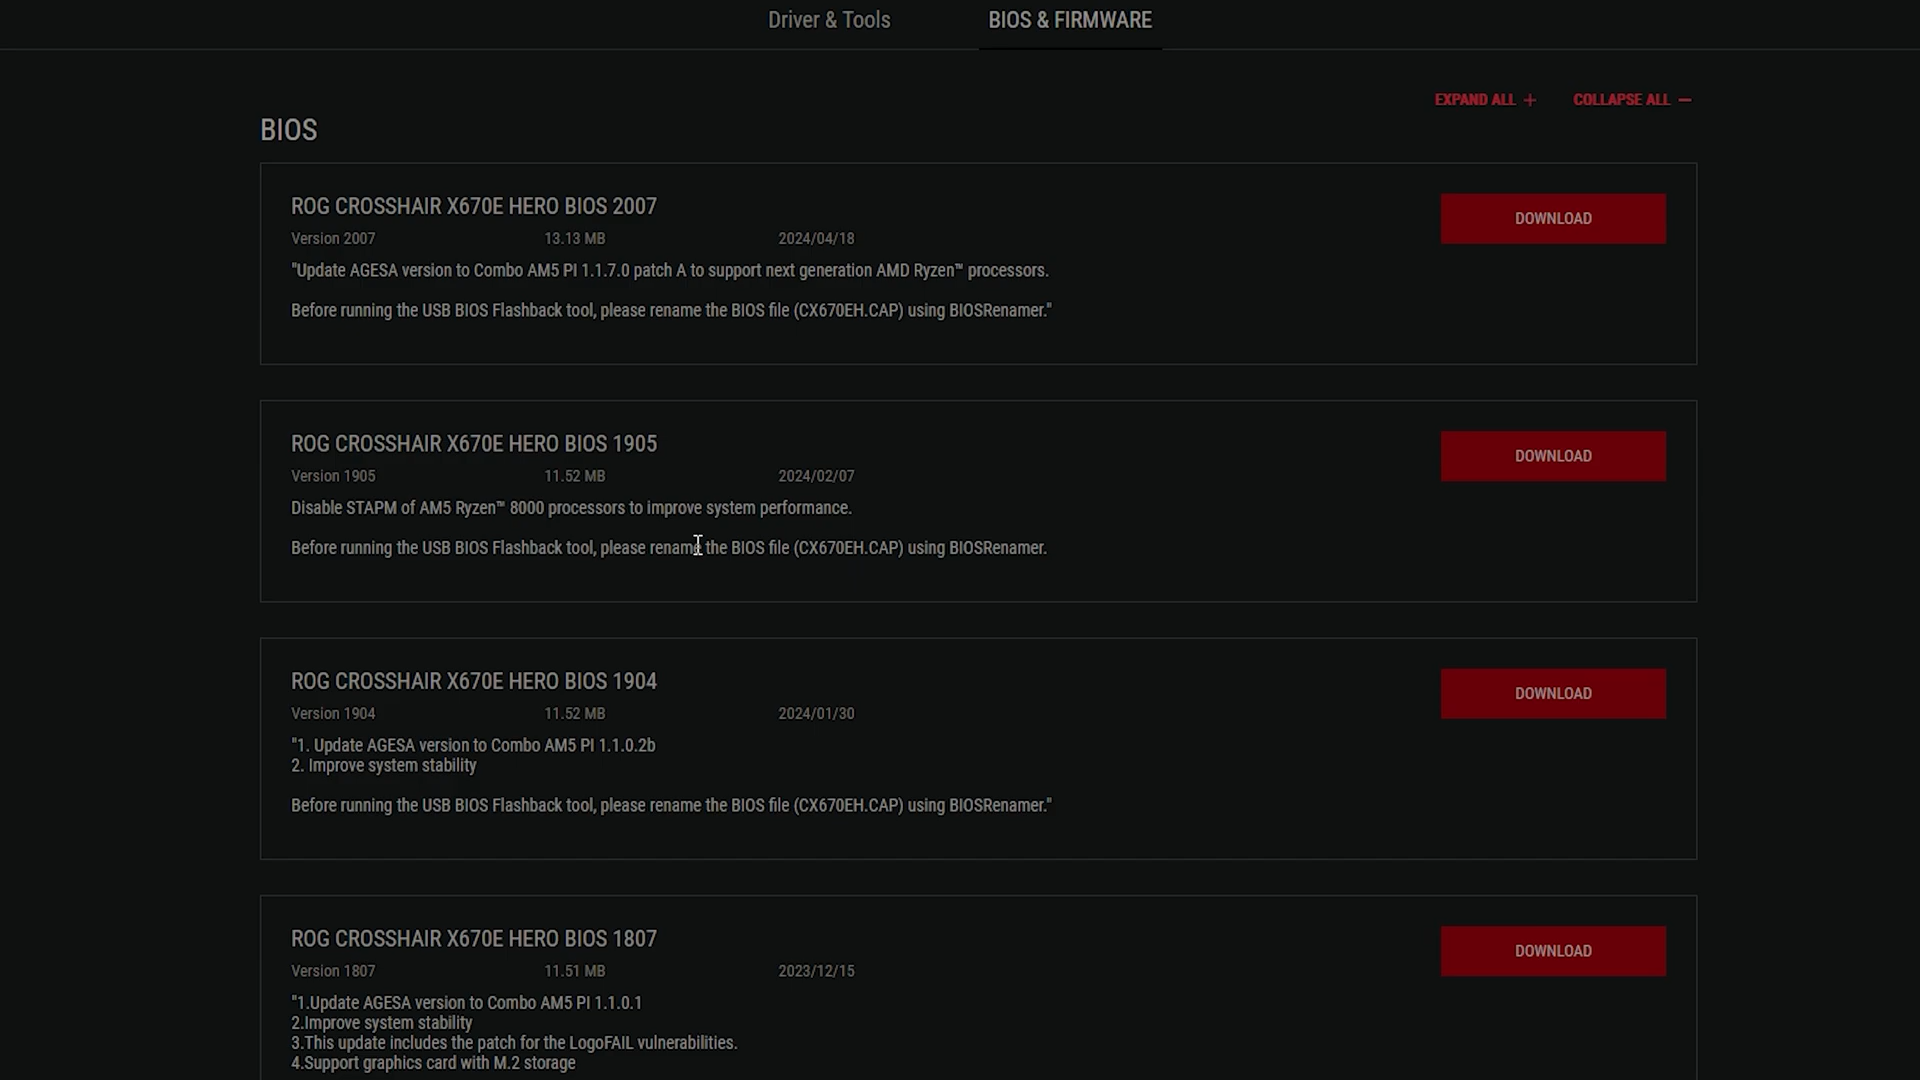 Driver & Tools
BIOS & FIRMWARE
EXPAND ALL +
COLLAPSE ALL −
BIOS
ROG CROSSHAIR X670E HERO BIOS 2007
DOWNLOAD
Version 2007 13.13 MB 2024/04/18
"Update AGESA version to Combo AM5 PI 1.1.7.0 patch A to support next generation AMD Ryzen™ processors.
Before running the USB BIOS Flashback tool, please rename the BIOS file (CX670EH.CAP) using BIOSRenamer."
ROG CROSSHAIR X670E HERO BIOS 1905
DOWNLOAD
Version 1905 11.52 MB 2024/02/07
Disable STAPM of AM5 Ryzen™ 8000 processors to improve system performance.
Before running the USB BIOS Flashback tool, please rename the BIOS file (CX670EH.CAP) using BIOSRenamer.
ROG CROSSHAIR X670E HERO BIOS 1904
DOWNLOAD
Version 1904 11.52 MB 2024/01/30
"1. Update AGESA version to Combo AM5 PI 1.1.0.2b
2. Improve system stability
Before running the USB BIOS Flashback tool, please rename the BIOS file (CX670EH.CAP) using BIOSRenamer."
ROG CROSSHAIR X670E HERO BIOS 1807
DOWNLOAD
Version 1807 11.51 MB 2023/12/15
"1.Update AGESA version to Combo AM5 PI 1.1.0.1
2.Improve system stability
3.This update includes the patch for the LogoFAIL vulnerabilities.
4.Support graphics card with M.2 storage